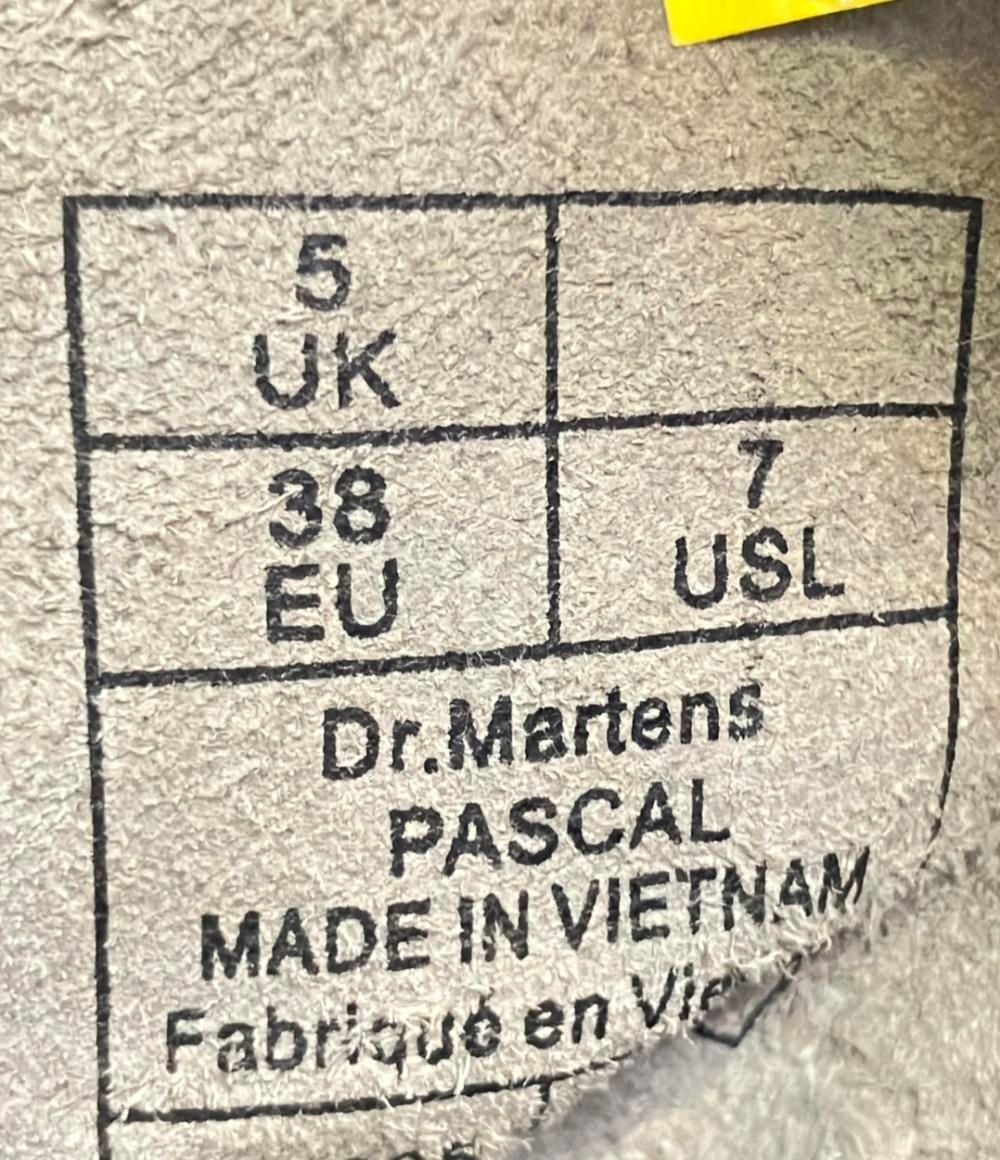 5
UK
38
EU
7
USL
Dr.Martens
PASCAL
MADE IN VIETNAM
Fabriqué en